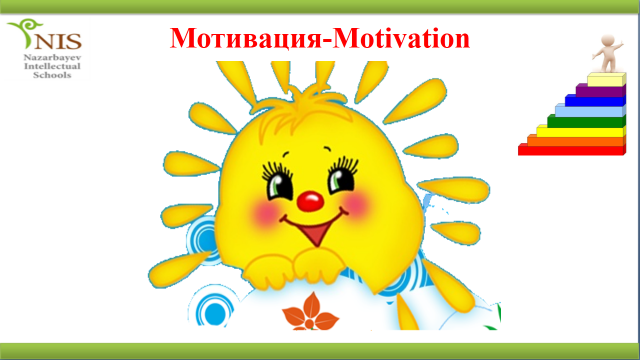 Мотивация-Motivation
NIS
Nazarbayev
Intellectual
Schools